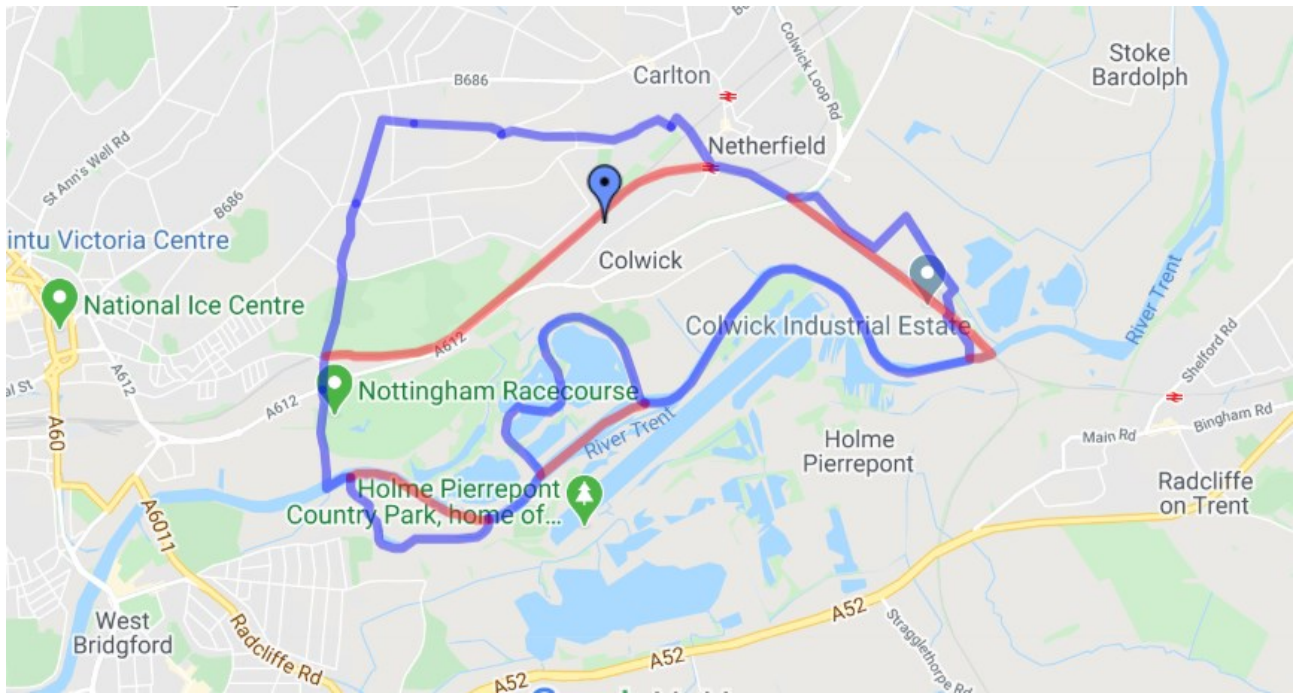 Stoke
Bardolph
Carlton
B686
Colwick Loop Rd
St Ann's Well Rd
Netherfield
B686
intu Victoria Centre
Colwick
River Trent
National Ice Centre
Colwick Industrial Estate
A612
Shelford Rd
A612
Nottingham Racecourse
A612
River Trent
Bingham Rd
Main Rd
A60
Holme
Pierrepont
Radcliffe
on Trent
Holme Pierrepont
Country Park, home of...
A6011
West
Bridgford
Radcliffe Rd
A52
Stragglethorpe Rd
A52
A52